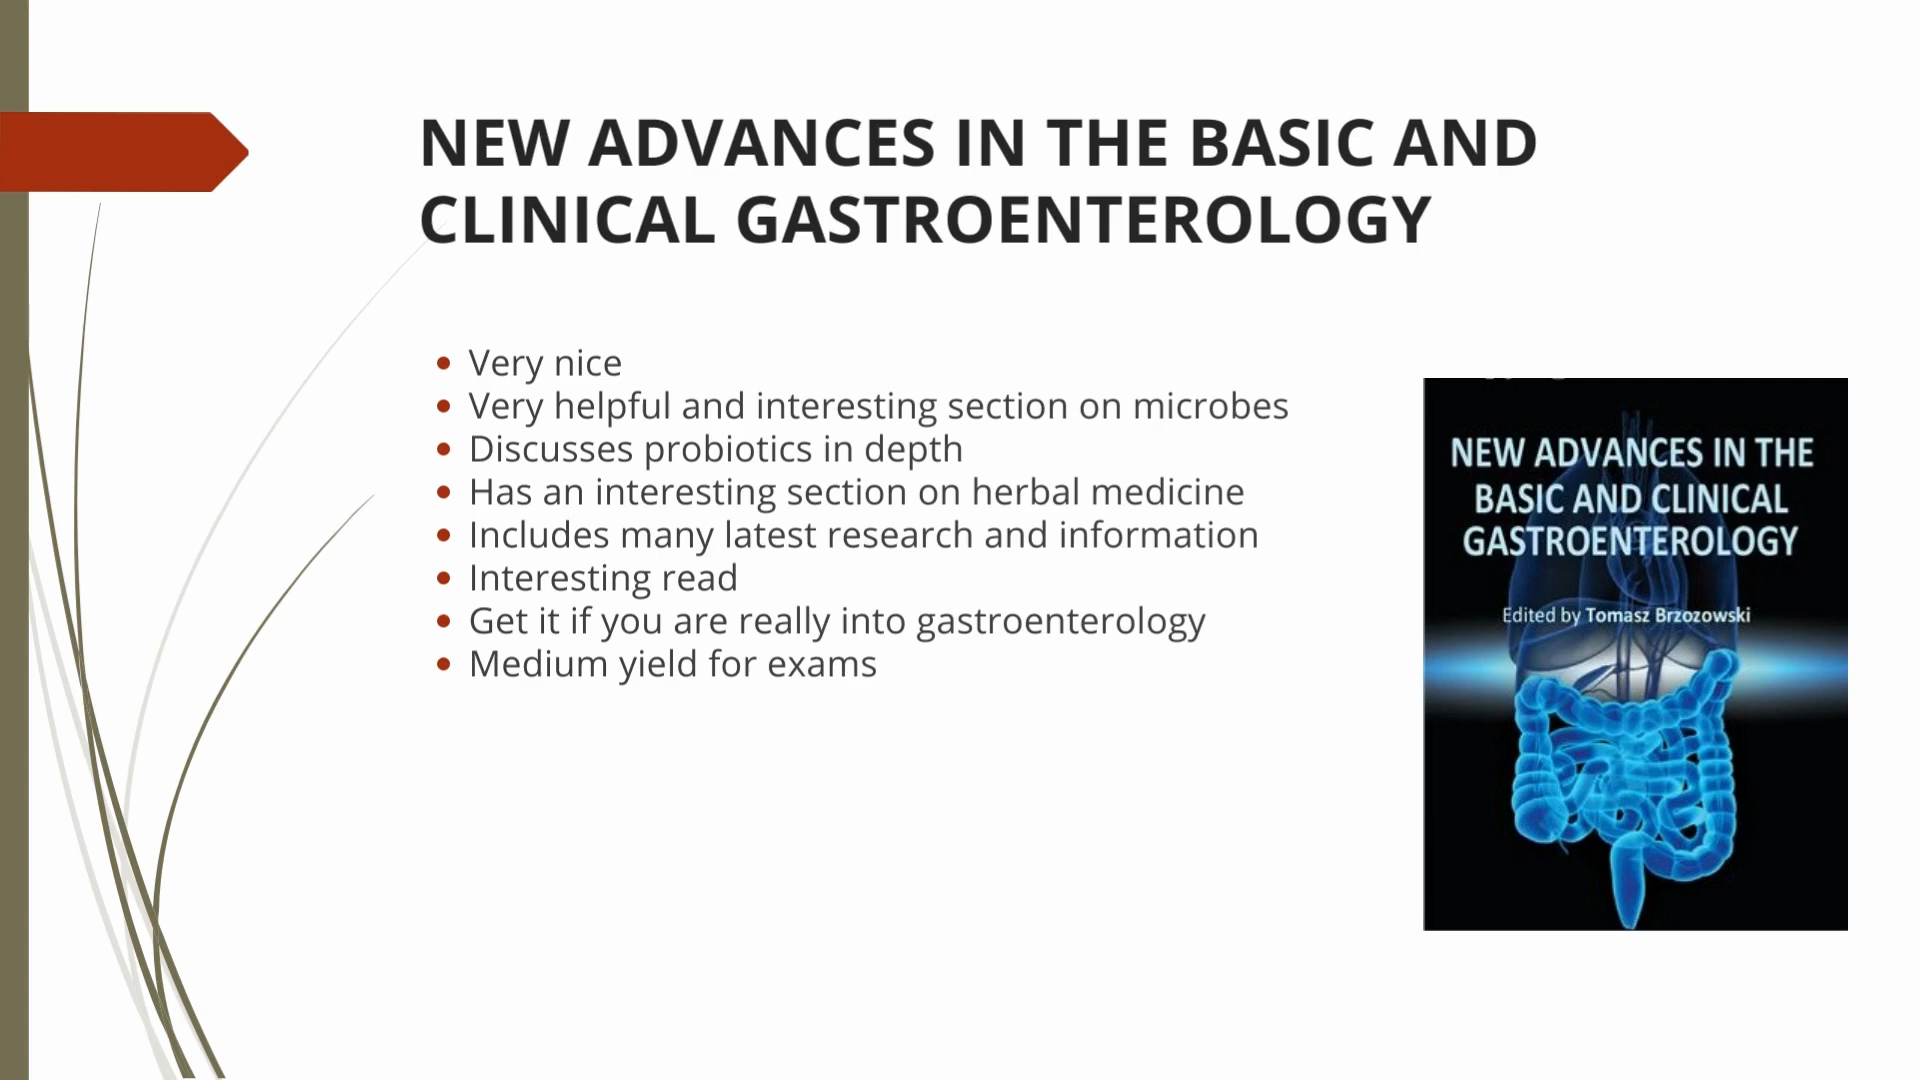 NEW ADVANCES IN THE BASIC AND
CLINICAL GASTROENTEROLOGY
Very nice
Very helpful and interesting section on microbes
Discusses probiotics in depth
Has an interesting section on herbal medicine
Includes many latest research and information
Interesting read
Get it if you are really into gastroenterology
Medium yield for exams
NEW ADVANCES IN THE
BASIC AND CLINICAL
GASTROENTEROLOGY
Edited by Tomasz Brzozowski